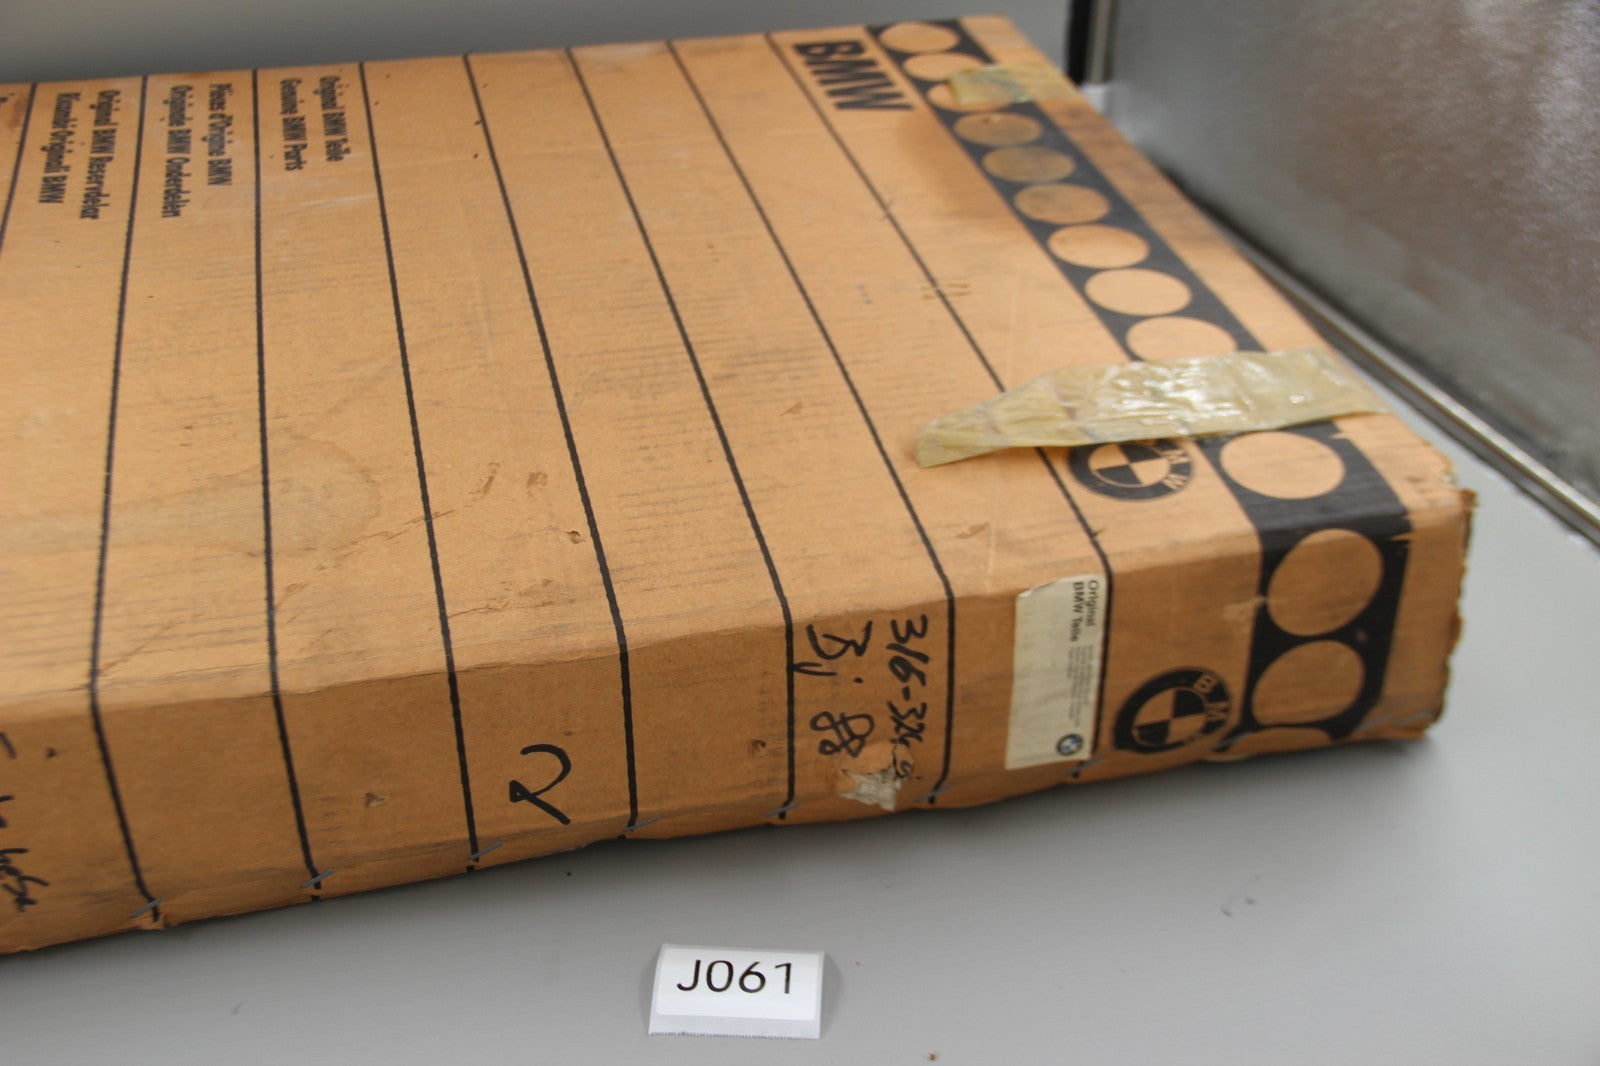 BMW
Original BMW Teile
Genuine BMW Parts
Pièces d'Origine BMW
Originele BMW Onderdelen
Original BMW Reservdelar
Ricambi Originali BMW
BMW
Original
BMW Teile
BMW
316-324
Bj 88
J061